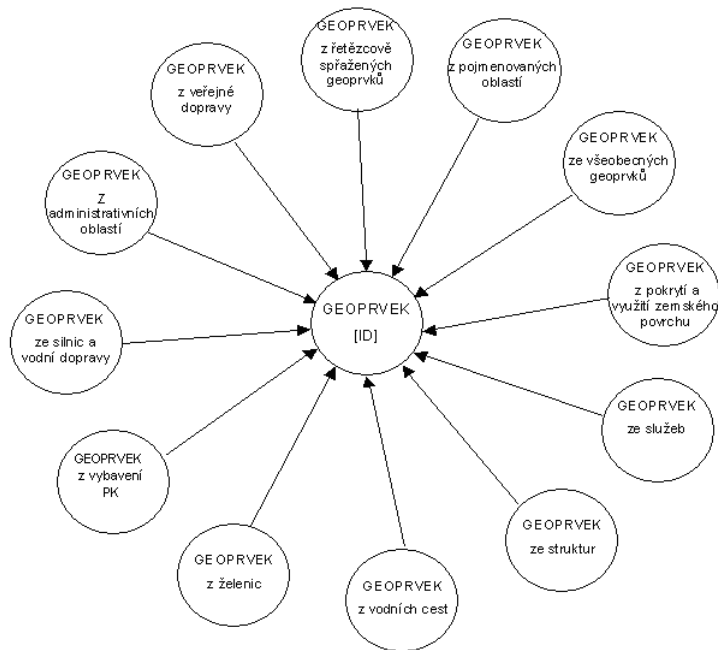 GEOPRVEK
z řetězcově
spřažených
geoprvků
GEOPRVEK
z pojmenovaných
oblastí
GEOPRVEK
z veřejné
dopravy
GEOPRVEK
ze všeobecných
geoprvků
GEOPRVEK
Z
administrativních
oblastí
GEOPRVEK
z pokrytí a
využití zemského
povrchu
GEOPRVEK
[ID]
GEOPRVEK
ze silnic a
vodní dopravy
GEOPRVEK
ze služeb
GEOPRVEK
z vybavení
PK
GEOPRVEK
ze struktur
GEOPRVEK
z želenic
GEOPRVEK
z vodních cest